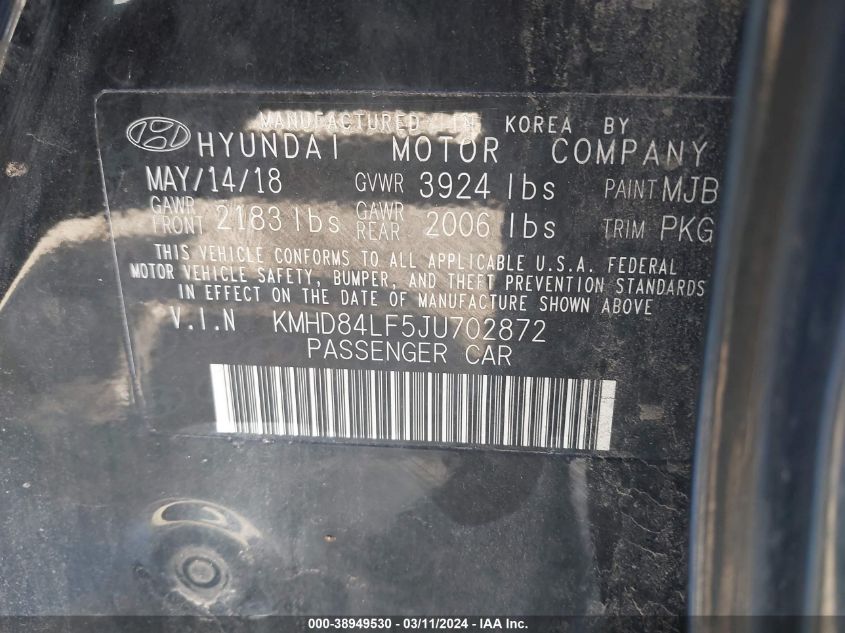 MANUFACTURED IN KOREA BY
HYUNDAI MOTOR COMPANY
MAY/14/18 GVWR 3924 lbs PAINT MJB
GAWR FRONT 2183 lbs GAWR REAR 2006 lbs TRIM PKG
THIS VEHICLE CONFORMS TO ALL APPLICABLE U.S.A. FEDERAL
MOTOR VEHICLE SAFETY, BUMPER, AND THEFT PREVENTION STANDARDS
IN EFFECT ON THE DATE OF MANUFACTURE SHOWN ABOVE
V.I.N KMHD84LF5JU702872
PASSENGER CAR
000-38949530 - 03/11/2024 - IAA Inc.